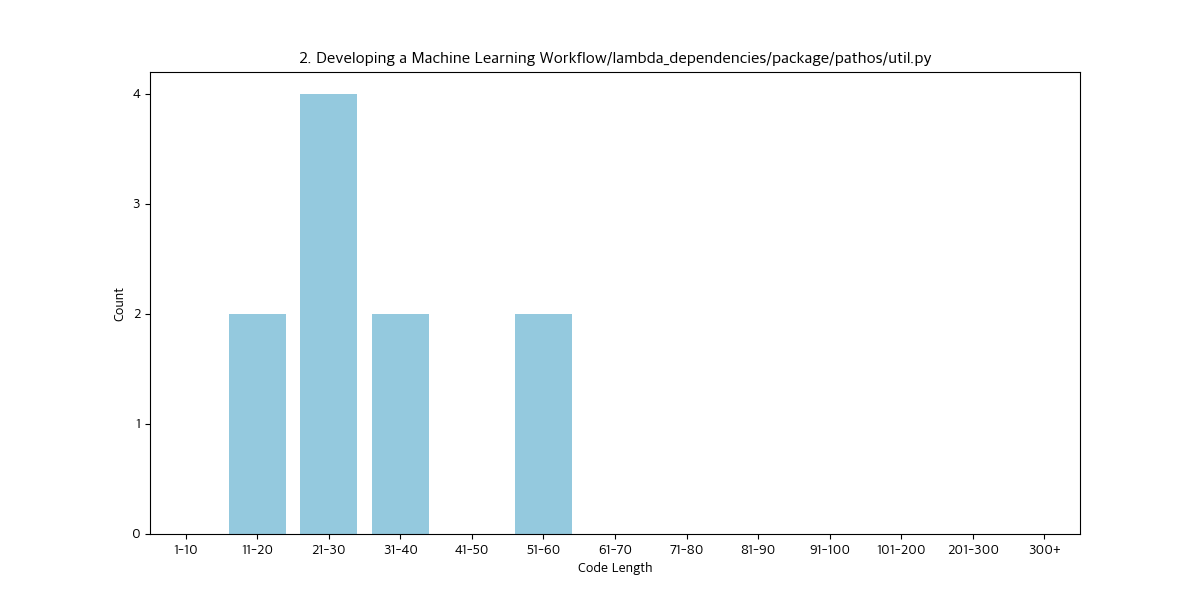 2. Developing a Machine Learning Workflow/lambda_dependencies/package/pathos/util.py
4
3
2
1
0
Count
1-10 11-20 21-30 31-40 41-50 51-60 61-70 71-80 81-90 91-100 101-200 201-300 300+
Code Length